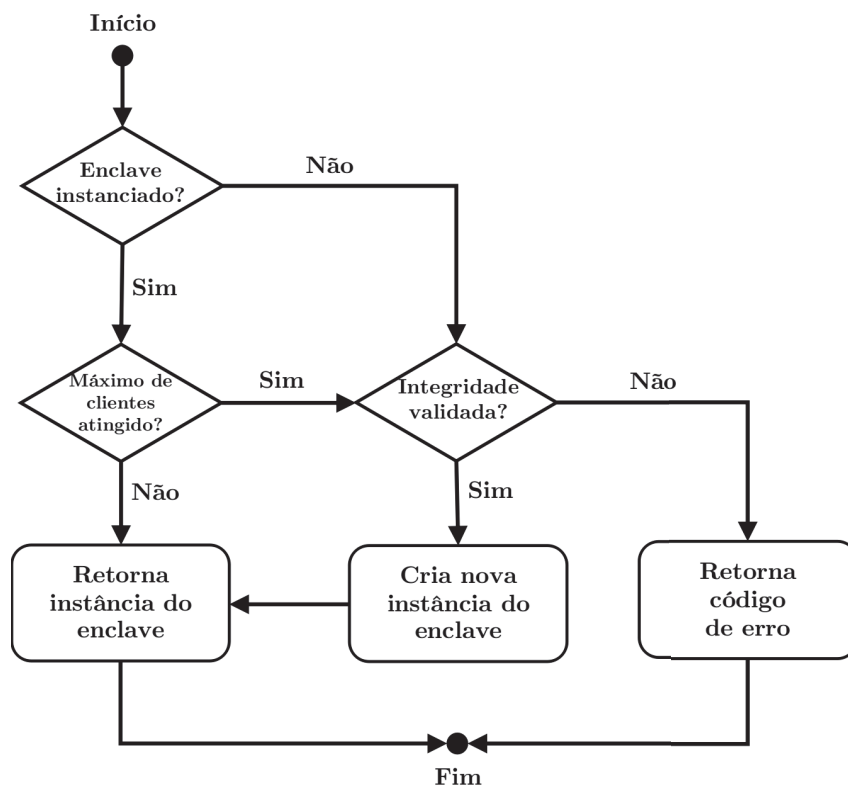 Início
Enclave
instanciado?
Não
Sim
Máximo de
clientes
atingido?
Sim
Integridade
validada?
Não
Não
Sim
Retorna
instância do
enclave
Cria nova
instância do
enclave
Retorna
código
de erro
Fim